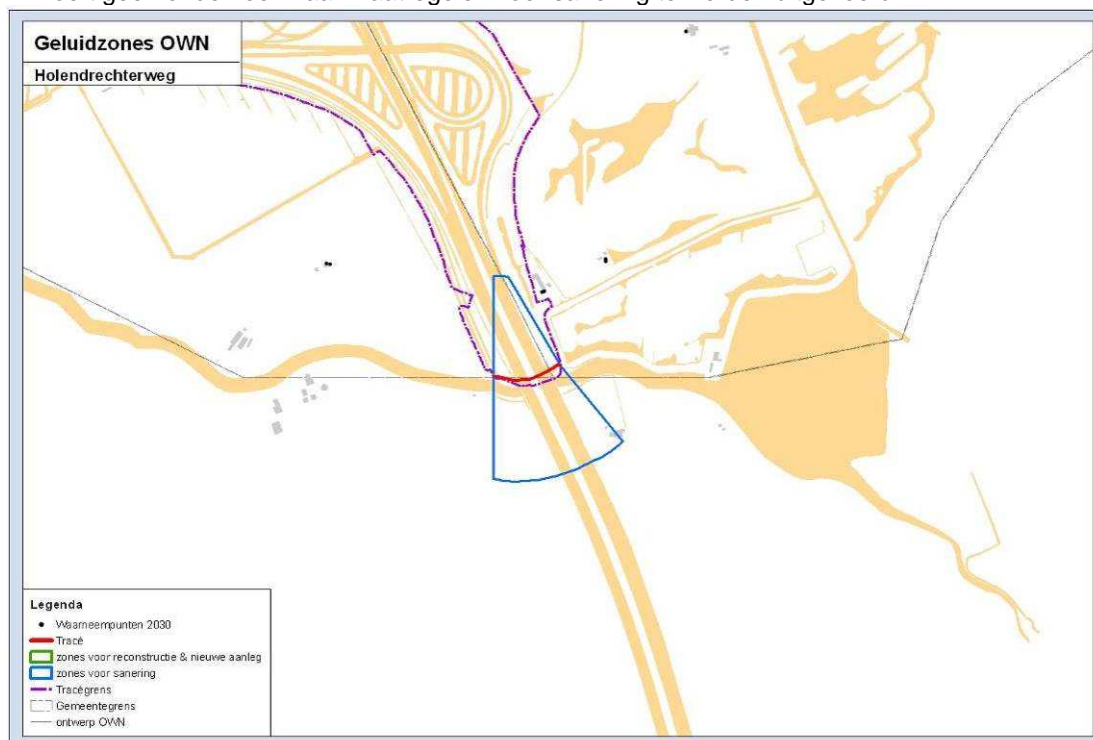 Geluidzones OWN
Holendrechterweg
Legenda
Waarneempunten 2030
Tracé
zones voor reconstructie & nieuwe aanleg
zones voor sanering
Tracégrens
Gemeentegrens
ontwerp OWN